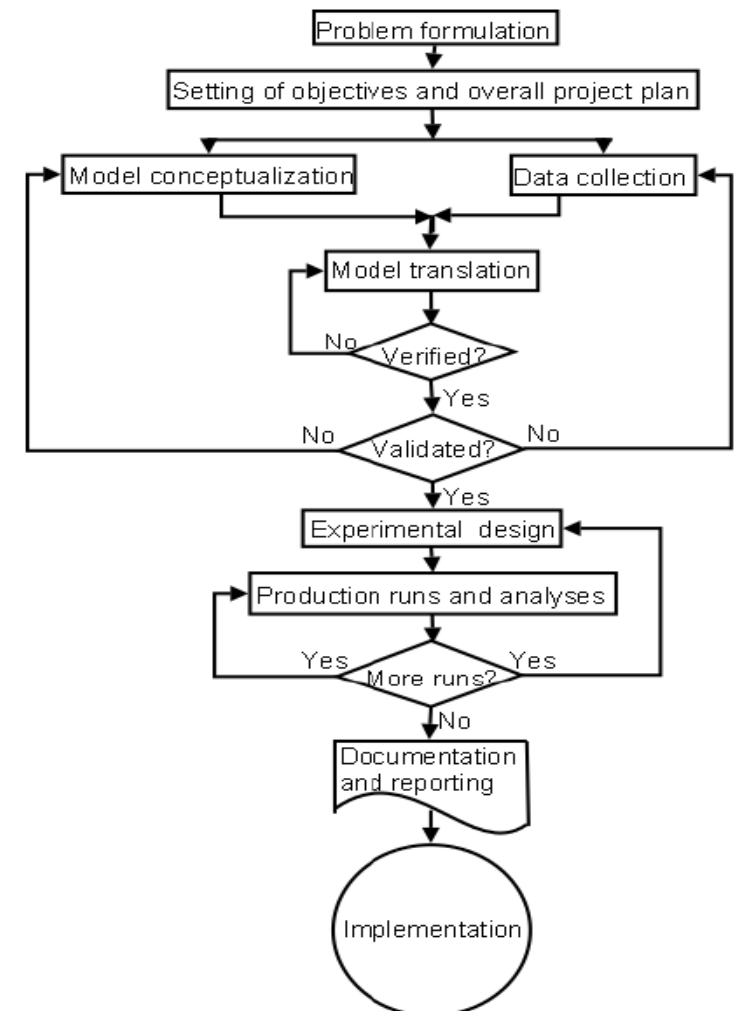 Problem formulation
Setting of objectives and overall project plan
Model conceptualization
Data collection
Model translation
No
Verified?
Yes
No
Validated?
No
Yes
Experimental design
Production runs and analyses
Yes
More runs?
Yes
No
Documentation
and reporting
Implementation